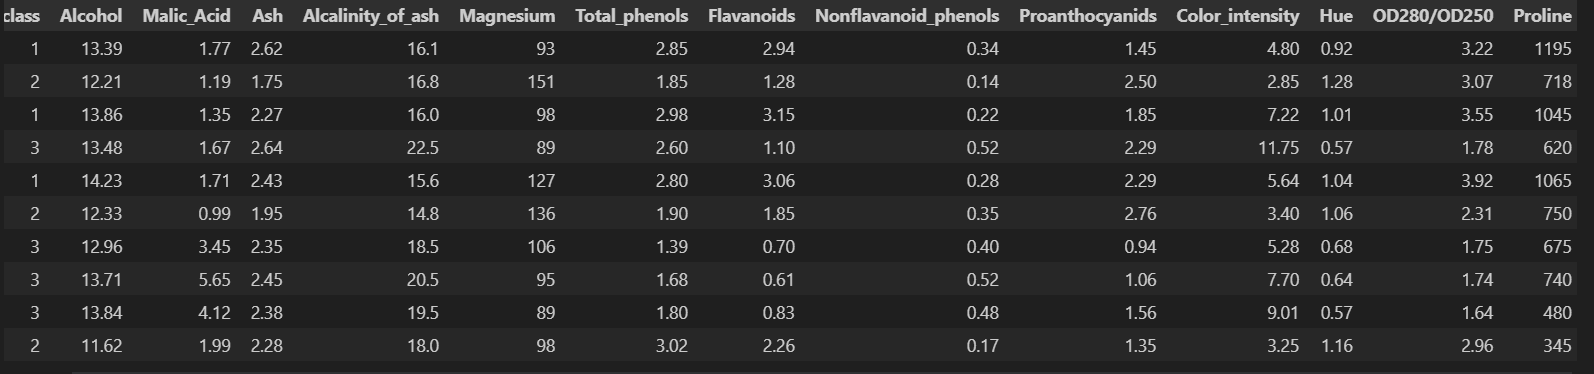 class Alcohol Malic_Acid Ash Alcalinity_of_ash Magnesium Total_phenols Flavanoids Nonflavanoid_phenols Proanthocyanids Color_intensity Hue OD280/OD250 Proline
1 13.39 1.77 2.62 16.1 93 2.85 2.94 0.34 1.45 4.80 0.92 3.22 1195
2 12.21 1.19 1.75 16.8 151 1.85 1.28 0.14 2.50 2.85 1.28 3.07 718
1 13.86 1.35 2.27 16.0 98 2.98 3.15 0.22 1.85 7.22 1.01 3.55 1045
3 13.48 1.67 2.64 22.5 89 2.60 1.10 0.52 2.29 11.75 0.57 1.78 620
1 14.23 1.71 2.43 15.6 127 2.80 3.06 0.28 2.29 5.64 1.04 3.92 1065
2 12.33 0.99 1.95 14.8 136 1.90 1.85 0.35 2.76 3.40 1.06 2.31 750
3 12.96 3.45 2.35 18.5 106 1.39 0.70 0.40 0.94 5.28 0.68 1.75 675
3 13.71 5.65 2.45 20.5 95 1.68 0.61 0.52 1.06 7.70 0.64 1.74 740
3 13.84 4.12 2.38 19.5 89 1.80 0.83 0.48 1.56 9.01 0.57 1.64 480
2 11.62 1.99 2.28 18.0 98 3.02 2.26 0.17 1.35 3.25 1.16 2.96 345